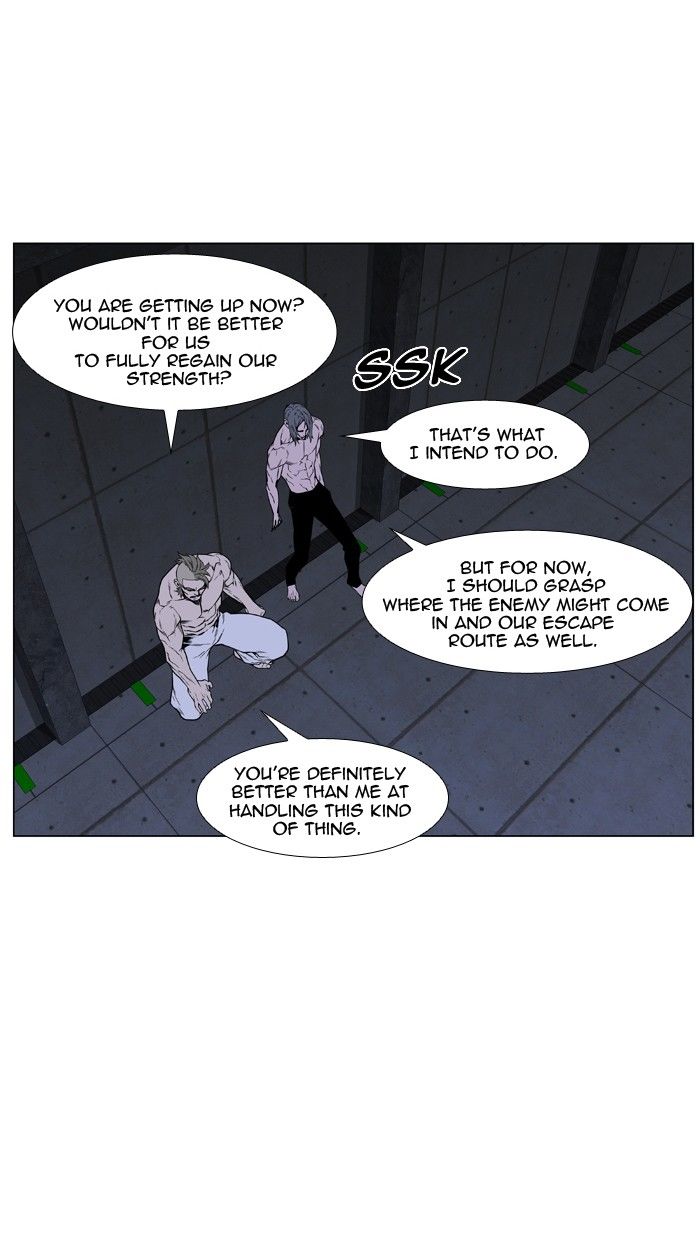 YOU ARE GETTING UP NOW?
WOULDN'T IT BE BETTER
FOR US
TO FULLY REGAIN OUR
STRENGTH?
SSK
THAT'S WHAT
I INTEND TO DO.
BUT FOR NOW,
I SHOULD GRASP
WHERE THE ENEMY MIGHT COME
IN AND OUR ESCAPE
ROUTE AS WELL.
YOU'RE DEFINITELY
BETTER THAN ME AT
HANDLING THIS KIND
OF THING.